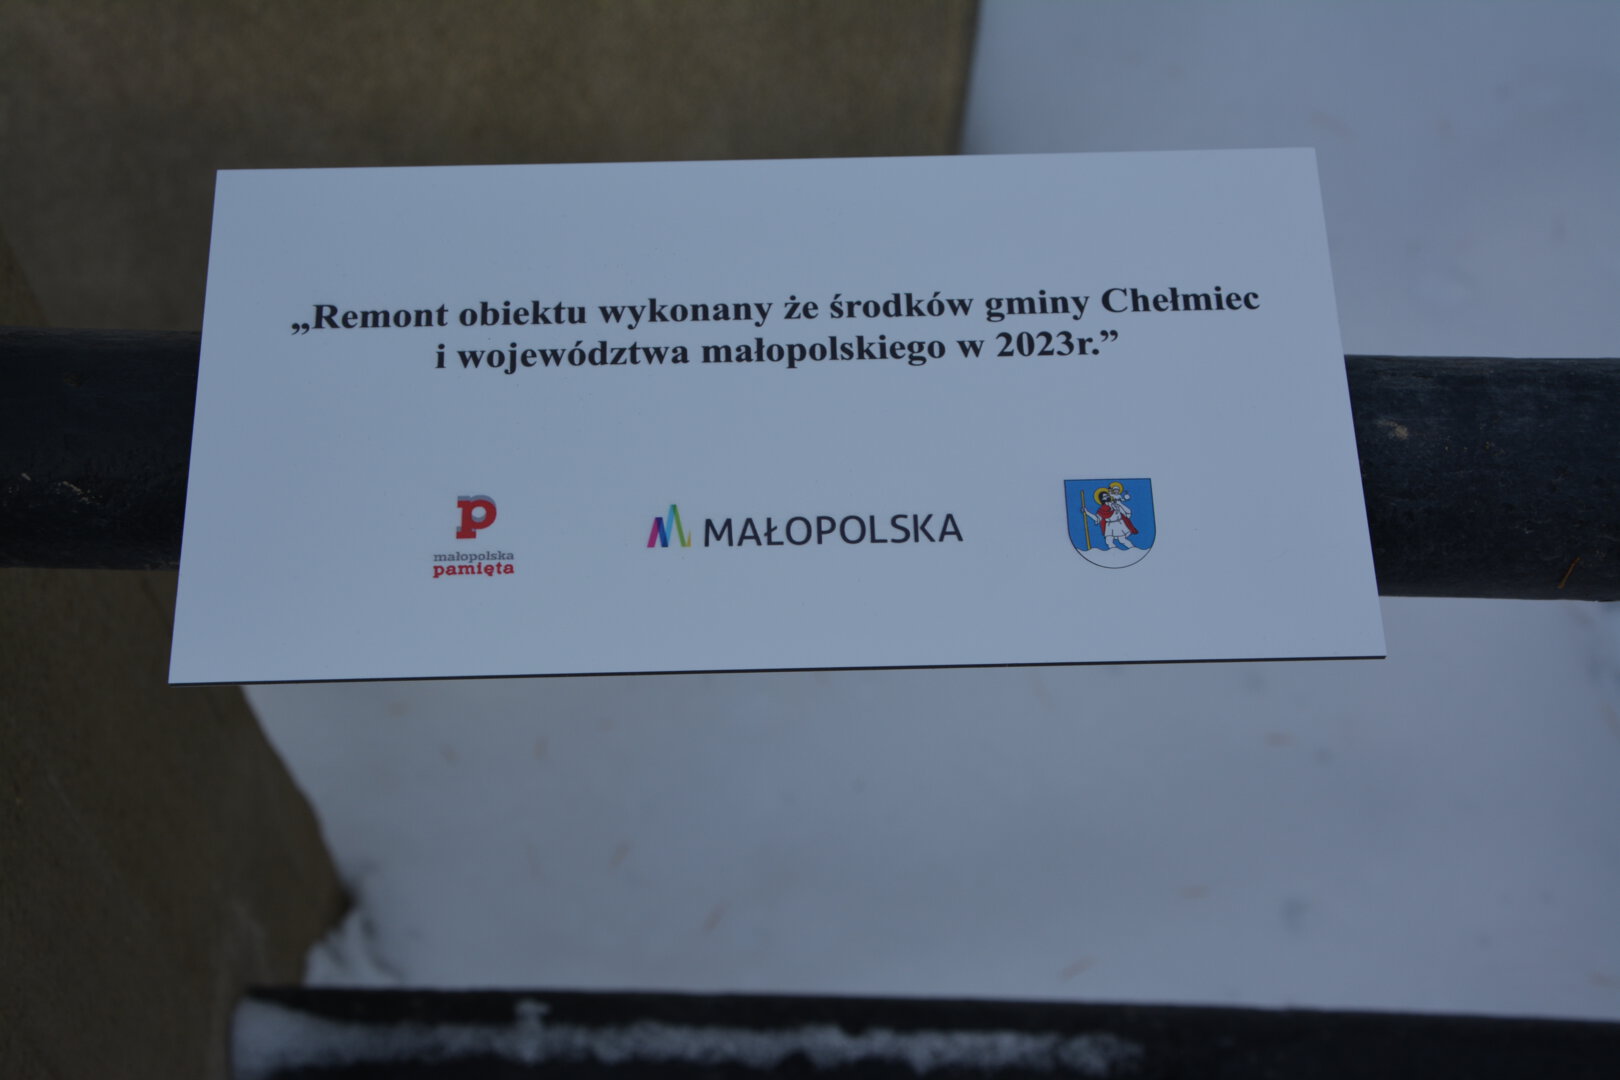 „Remont obiektu wykonany że środków gminy Chełmiec
i województwa małopolskiego w 2023r.”
p
małopolska
pamięta
MAŁOPOLSKA